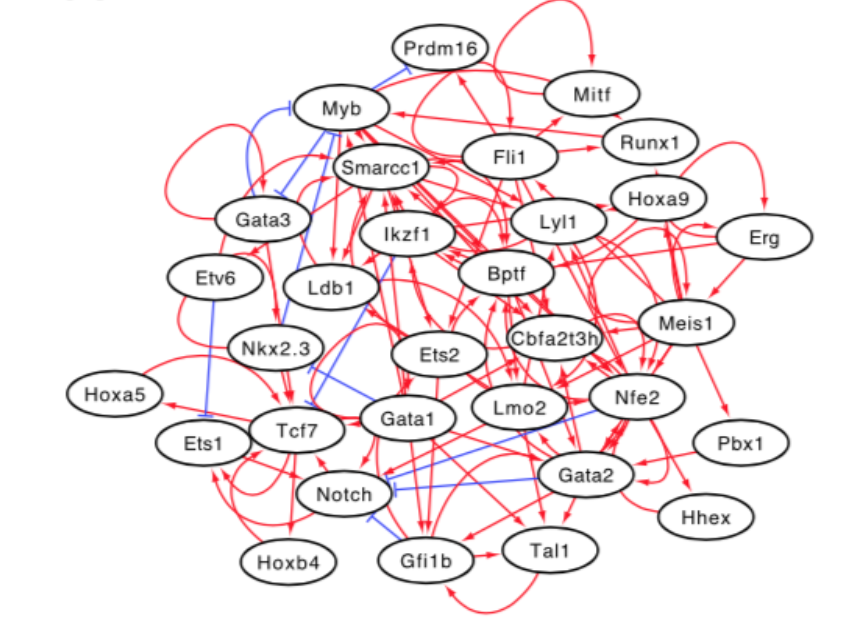 Prdm16
Mitf
Myb
Runx1
Fli1
Smarcc1
Hoxa9
Gata3
Lyl1
Ikzf1
Erg
Etv6
Bptf
Ldb1
Meis1
Cbfa2t3h
Nkx2.3
Ets2
Hoxa5
Nfe2
Lmo2
Gata1
Tcf7
Ets1
Pbx1
Gata2
Notch
Hhex
Tal1
Gfi1b
Hoxb4